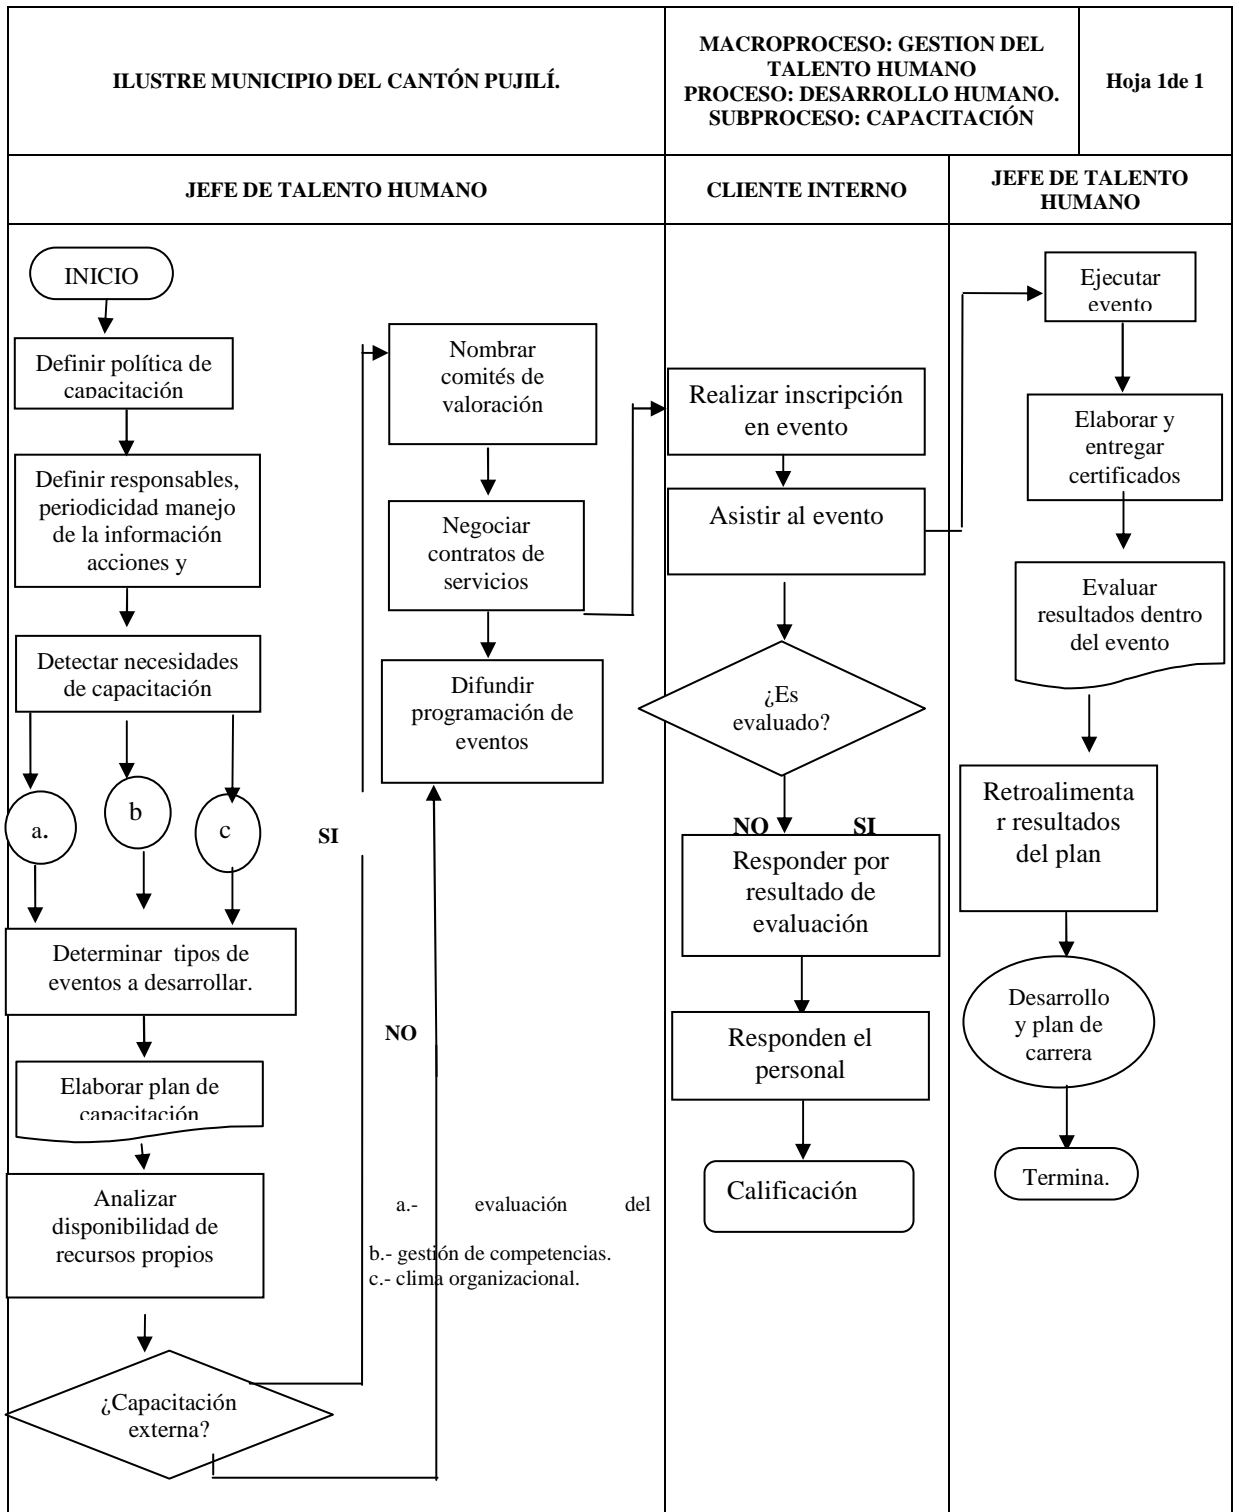 ILUSTRE MUNICIPIO DEL CANTÓN PUJILÍ.
MACROPROCESO: GESTION DEL
TALENTO HUMANO
PROCESO: DESARROLLO HUMANO.
SUBPROCESO: CAPACITACIÓN
Hoja 1de 1
JEFE DE TALENTO HUMANO
CLIENTE INTERNO
JEFE DE TALENTO
HUMANO
INICIO
Definir política de
capacitación
Definir responsables,
periodicidad manejo
de la información
acciones y
Detectar necesidades
de capacitación
a.
b
c
Determinar tipos de
eventos a desarrollar.
Elaborar plan de
capacitación
Analizar
disponibilidad de
recursos propios
¿Capacitación
externa?
SI
NO
Nombrar
comités de
valoración
Negociar
contratos de
servicios
Difundir
programación de
eventos
a.- evaluación del
b.- gestión de competencias.
c.- clima organizacional.
Realizar inscripción
en evento
Asistir al evento
¿Es
evaluado?
NO SI
Responder por
resultado de
evaluación
Responden el
personal
Calificación
Ejecutar
evento
Elaborar y
entregar
certificados
Evaluar
resultados dentro
del evento
Retroalimenta
r resultados
del plan
Desarrollo
y plan de
carrera
Termina.